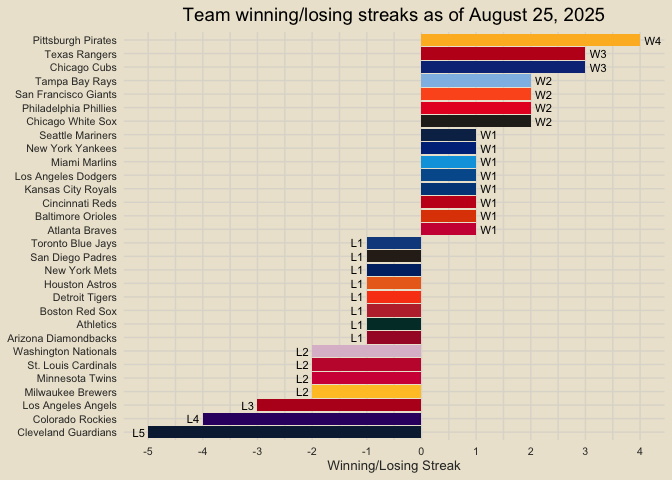 Team winning/losing streaks as of August 25, 2025
Pittsburgh Pirates W4
Texas Rangers W3
Chicago Cubs W3
Tampa Bay Rays W2
San Francisco Giants W2
Philadelphia Phillies W2
Chicago White Sox W2
Seattle Mariners W1
New York Yankees W1
Miami Marlins W1
Los Angeles Dodgers W1
Kansas City Royals W1
Cincinnati Reds W1
Baltimore Orioles W1
Atlanta Braves W1
Toronto Blue Jays L1
San Diego Padres L1
New York Mets L1
Houston Astros L1
Detroit Tigers L1
Boston Red Sox L1
Athletics L1
Arizona Diamondbacks L1
Washington Nationals L2
St. Louis Cardinals L2
Minnesota Twins L2
Milwaukee Brewers L2
Los Angeles Angels L3
Colorado Rockies L4
Cleveland Guardians L5
-5 -4 -3 -2 -1 0 1 2 3 4
Winning/Losing Streak